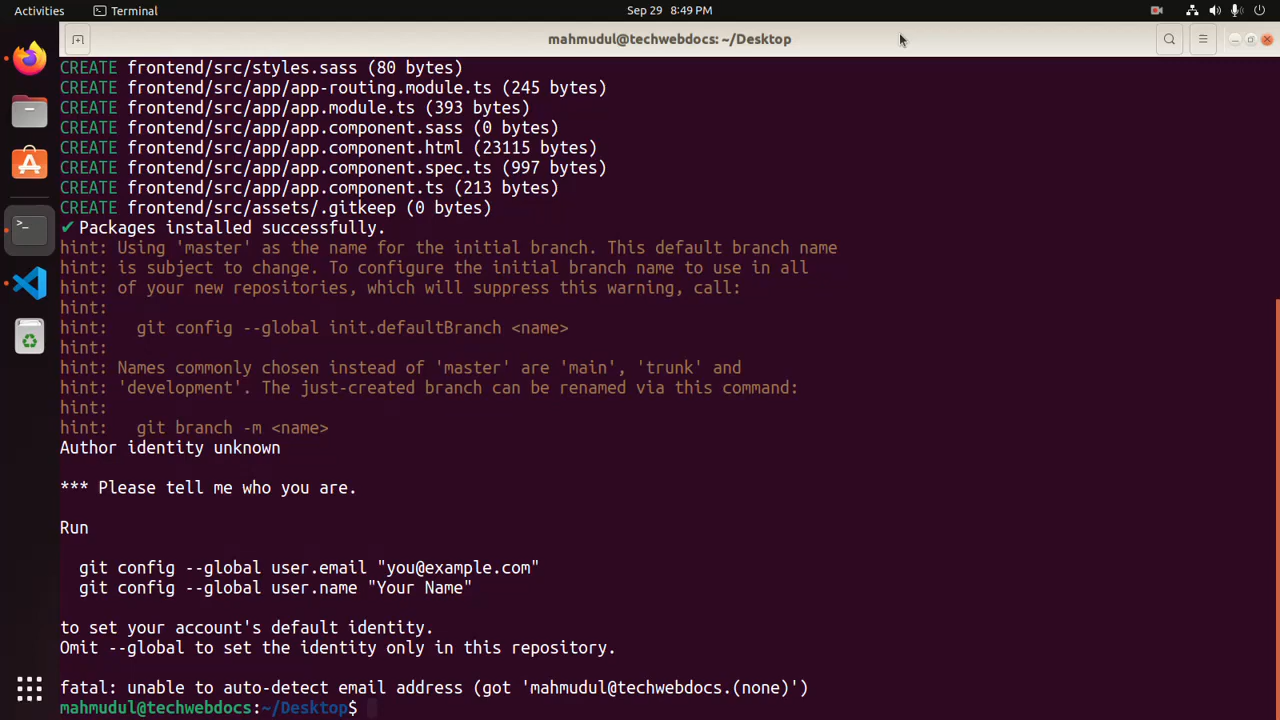 Activities
Terminal
Sep 29 8:49 PM
mahmudul@techwebdocs: ~/Desktop
CREATE frontend/src/styles.sass (80 bytes)
CREATE frontend/src/app/app-routing.module.ts (245 bytes)
CREATE frontend/src/app/app.module.ts (393 bytes)
CREATE frontend/src/app/app.component.sass (0 bytes)
CREATE frontend/src/app/app.component.html (23115 bytes)
CREATE frontend/src/app/app.component.spec.ts (997 bytes)
CREATE frontend/src/app/app.component.ts (213 bytes)
CREATE frontend/src/assets/.gitkeep (0 bytes)
✔ Packages installed successfully.
hint: Using 'master' as the name for the initial branch. This default branch name
hint: is subject to change. To configure the initial branch name to use in all
hint: of your new repositories, which will suppress this warning, call:
hint:
hint:   git config --global init.defaultBranch <name>
hint:
hint: Names commonly chosen instead of 'master' are 'main', 'trunk' and
hint: 'development'. The just-created branch can be renamed via this command:
hint:
hint:   git branch -m <name>
Author identity unknown
*** Please tell me who you are.
Run
  git config --global user.email "you@example.com"
  git config --global user.name "Your Name"
to set your account's default identity.
Omit --global to set the identity only in this repository.
fatal: unable to auto-detect email address (got 'mahmudul@techwebdocs.(none)')
mahmudul@techwebdocs:~/Desktop$